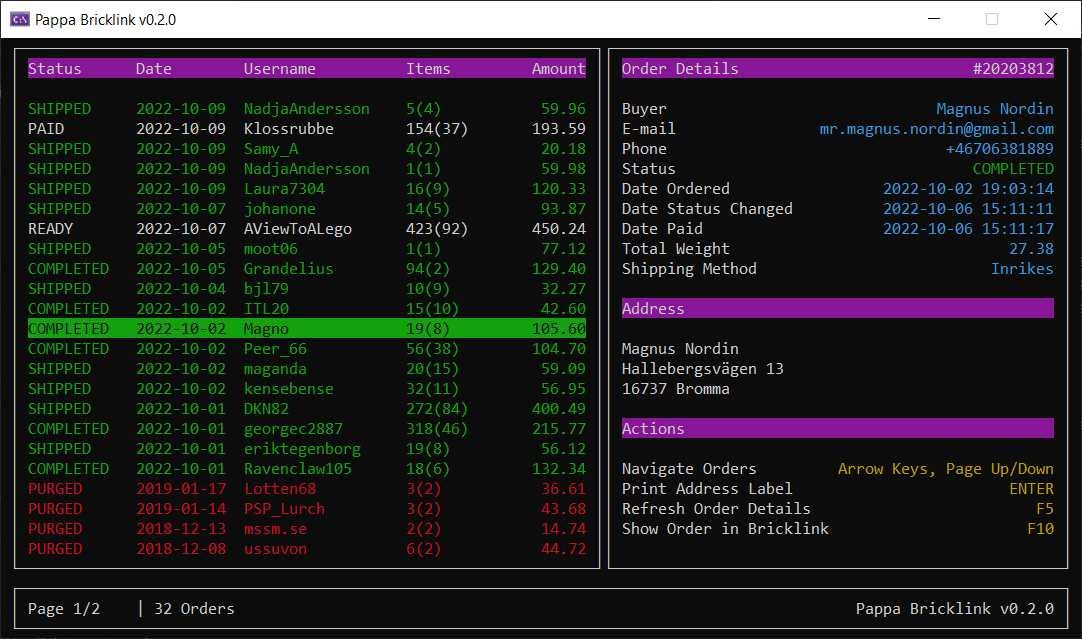 Pappa Bricklink v0.2.0
Status Date Username Items Amount
SHIPPED 2022-10-09 NadjaAndersson 5(4) 59.96
PAID 2022-10-09 Klossrubbe 154(37) 193.59
SHIPPED 2022-10-09 Samy_A 4(2) 20.18
SHIPPED 2022-10-09 NadjaAndersson 1(1) 59.98
SHIPPED 2022-10-09 Laura7304 16(9) 120.33
SHIPPED 2022-10-07 johanone 14(5) 93.87
READY 2022-10-07 AViewToALego 423(92) 450.24
SHIPPED 2022-10-05 moot06 1(1) 77.12
COMPLETED 2022-10-05 Grandelius 94(2) 129.40
SHIPPED 2022-10-04 bjl79 10(9) 32.27
COMPLETED 2022-10-02 ITL20 15(10) 42.60
COMPLETED 2022-10-02 Magno 19(8) 105.60
COMPLETED 2022-10-02 Peer_66 56(38) 104.70
SHIPPED 2022-10-02 maganda 20(15) 59.09
SHIPPED 2022-10-02 kensebense 32(11) 56.95
SHIPPED 2022-10-01 DKN82 272(84) 400.49
COMPLETED 2022-10-01 georgec2887 318(46) 215.77
SHIPPED 2022-10-01 eriktegenborg 19(8) 56.12
COMPLETED 2022-10-01 Ravenclaw105 18(6) 132.34
PURGED 2019-01-17 Lotten68 3(2) 36.61
PURGED 2019-01-14 PSP_Lurch 3(2) 43.68
PURGED 2018-12-13 mssm.se 2(2) 14.74
PURGED 2018-12-08 ussuvon 6(2) 44.72
Order Details #20203812
Buyer Magnus Nordin
E-mail mr.magnus.nordin@gmail.com
Phone +46706381889
Status COMPLETED
Date Ordered 2022-10-02 19:03:14
Date Status Changed 2022-10-06 15:11:11
Date Paid 2022-10-06 15:11:17
Total Weight 27.38
Shipping Method Inrikes
Address
Magnus Nordin
Hallebergsvägen 13
16737 Bromma
Actions
Navigate Orders Arrow Keys, Page Up/Down
Print Address Label ENTER
Refresh Order Details F5
Show Order in Bricklink F10
Page 1/2 | 32 Orders Pappa Bricklink v0.2.0